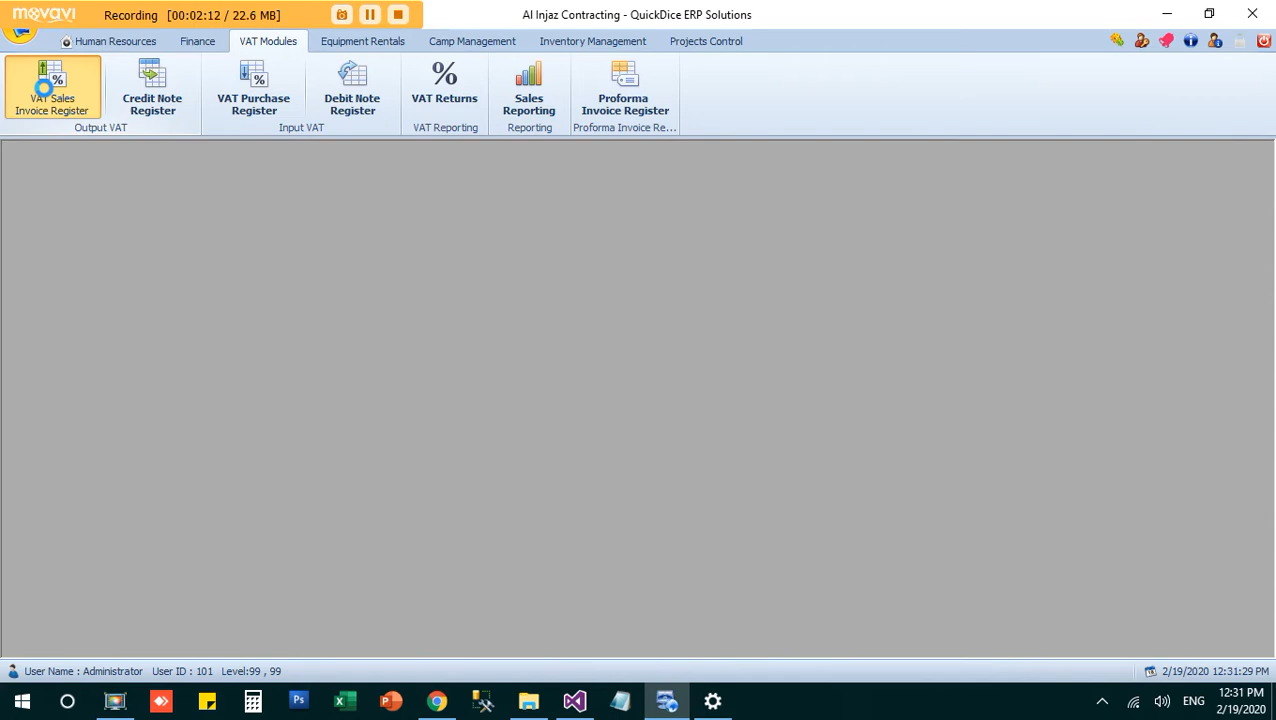 movavi Recording [00:02:12 / 22.6 MB] Al Injaz Contracting - QuickDice ERP Solutions
Human Resources Finance VAT Modules Equipment Rentals Camp Management Inventory Management Projects Control
VAT Sales Invoice Register
Credit Note Register
VAT Purchase Register
Debit Note Register
VAT Returns
Sales Reporting
Proforma Invoice Register
Output VAT Input VAT VAT Reporting Reporting Proforma Invoice Re...
User Name : Administrator User ID : 101 Level:99 , 99 2/19/2020 12:31:29 PM
Ps ENG 12:31 PM
2/19/2020